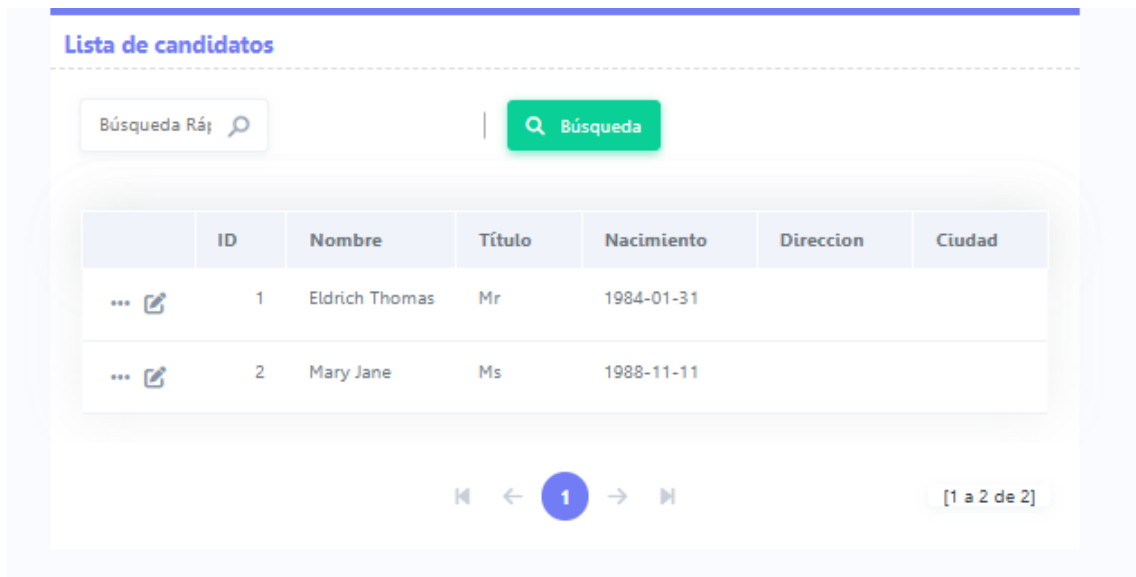 Lista de candidatos
Búsqueda Ráp Búsqueda
ID Nombre Título Nacimiento Direccion Ciudad
1 Eldrich Thomas Mr 1984-01-31
2 Mary Jane Ms 1988-11-11
1 [1 a 2 de 2]